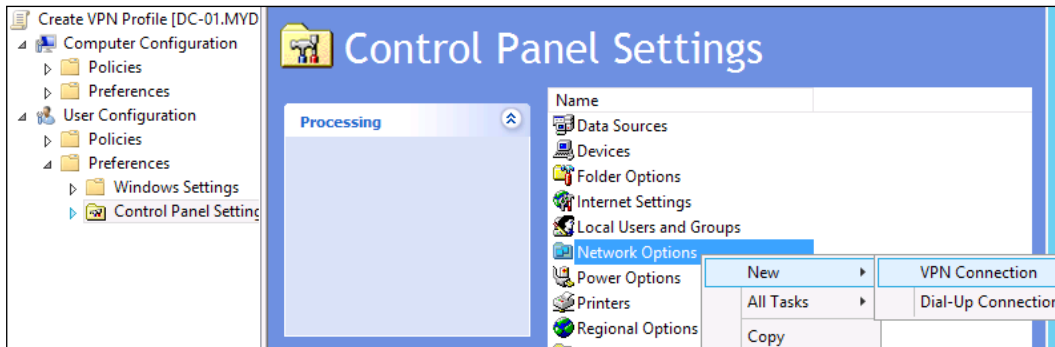 Create VPN Profile [DC-01.MYD
Computer Configuration
Policies
Preferences
User Configuration
Policies
Preferences
Windows Settings
Control Panel Setting
Control Panel Settings
Processing
Name
Data Sources
Devices
Folder Options
Internet Settings
Local Users and Groups
Network Options
Power Options
Printers
Regional Options
New
All Tasks
Copy
VPN Connection
Dial-Up Connection